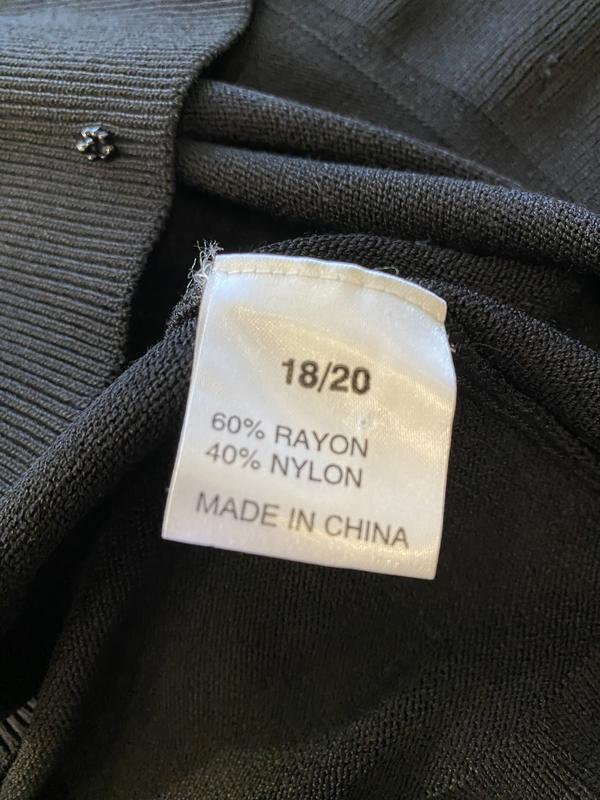 18/20
60% RAYON
40% NYLON
MADE IN CHINA